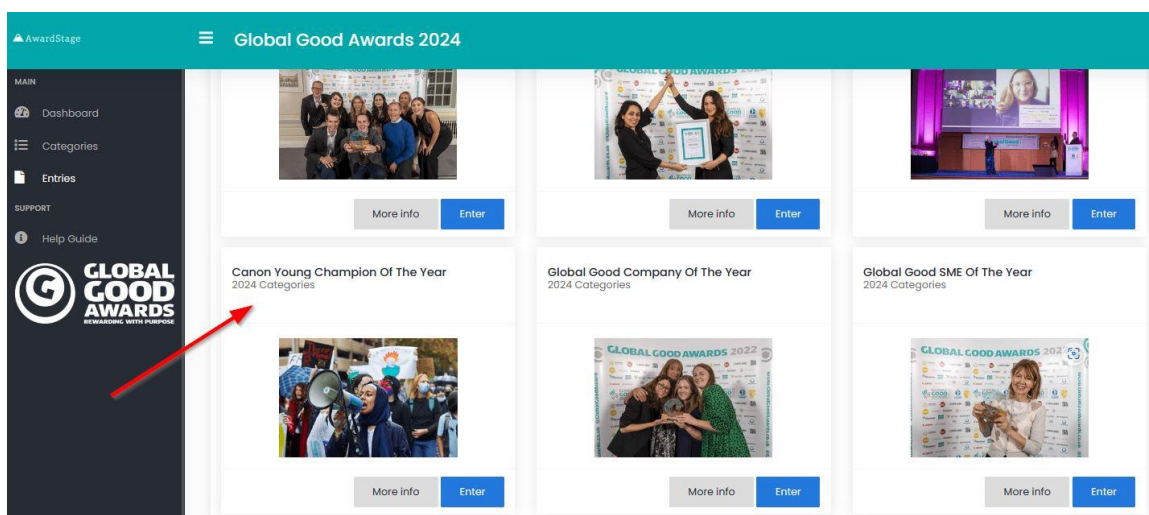 AwardStage
Global Good Awards 2024
MAIN
Dashboard
Categories
Entries
SUPPORT
Help Guide
G
GLOBAL
GOOD
AWARDS
REWARDING WITH PURPOSE
More info Enter
More info Enter
More info Enter
Canon Young Champion Of The Year
2024 Categories
Global Good Company Of The Year
2024 Categories
Global Good SME Of The Year
2024 Categories
GLOBAL GOOD AWARDS 2022
GLOBAL GOOD AWARDS 202
More info Enter
More info Enter
More info Enter